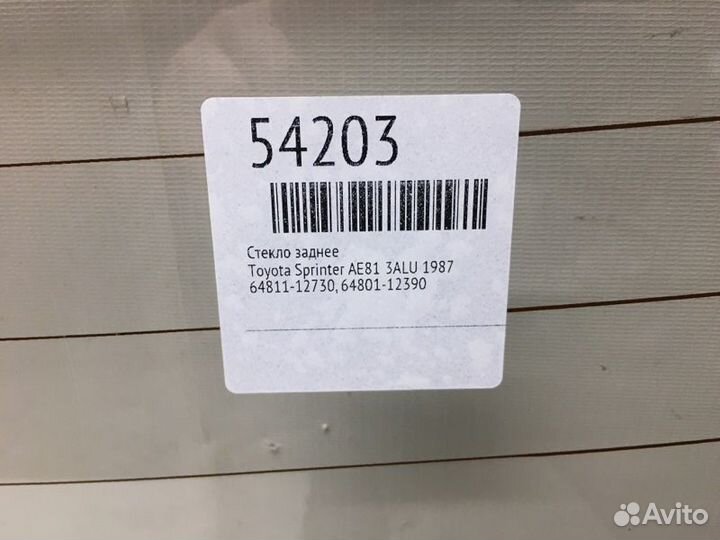 54203
Стекло заднее
Toyota Sprinter AE81 3ALU 1987
64811-12730, 64801-12390
Avito